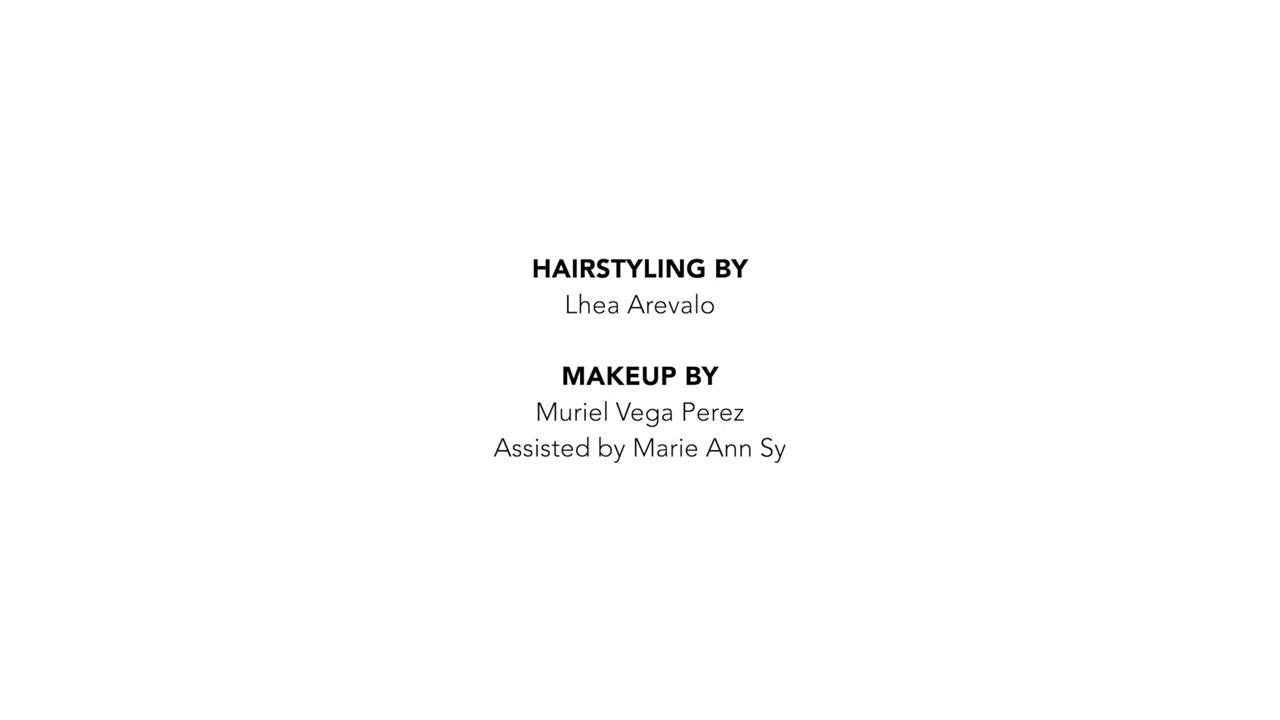 HAIRSTYLING BY
Lhea Arevalo
MAKEUP BY
Muriel Vega Perez
Assisted by Marie Ann Sy